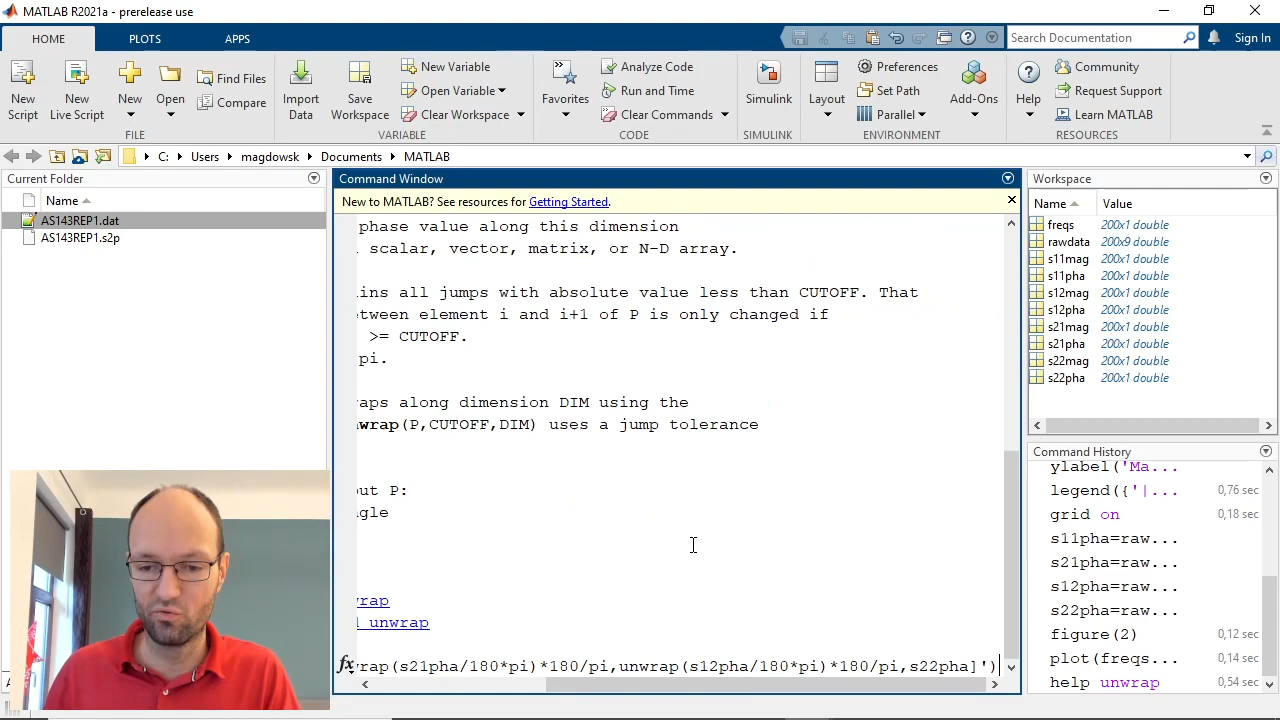 MATLAB R2021a - prerelease use
HOME PLOTS APPS
Search Documentation Sign In
New Script
New Live Script
New
Open
Find Files
Compare
FILE
Import Data
Save Workspace
New Variable
Open Variable
Clear Workspace
VARIABLE
Favorites
Analyze Code
Run and Time
Clear Commands
CODE
Simulink
SIMULINK
Layout
Preferences
Set Path
Parallel
Add-Ons
ENVIRONMENT
Help
Community
Request Support
Learn MATLAB
RESOURCES
C: Users magdowsk Documents MATLAB
Current Folder
Name
AS143REP1.dat
AS143REP1.s2p
Command Window
New to MATLAB? See resources for Getting Started.
phase value along this dimension
scalar, vector, matrix, or N-D array.
ins all jumps with absolute value less than CUTOFF. That
etween element i and i+1 of P is only changed if
>= CUTOFF.
pi.
raps along dimension DIM using the
wrap(P,CUTOFF,DIM) uses a jump tolerance
out P:
gle
wrap
unwrap
fx rap(s21pha/180*pi)*180/pi,unwrap(s12pha/180*pi)*180/pi,s22pha]')
Workspace
Name Value
freqs 200x1 double
rawdata 200x9 double
s11mag 200x1 double
s11pha 200x1 double
s12mag 200x1 double
s12pha 200x1 double
s21mag 200x1 double
s21pha 200x1 double
s22mag 200x1 double
s22pha 200x1 double
Command History
ylabel('Ma...
legend({'|... 0,76 sec
grid on 0,18 sec
s11pha=raw...
s21pha=raw...
s12pha=raw...
s22pha=raw...
figure(2) 0,12 sec
plot(freqs... 0,14 sec
help unwrap 0,54 sec